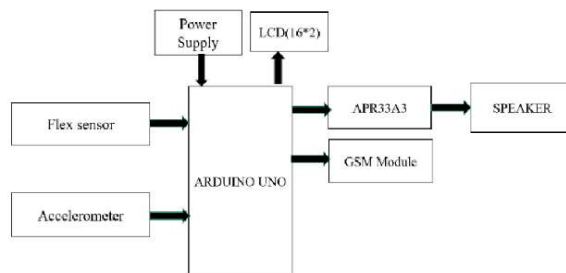 Power
Supply
LCD(16*2)
Flex sensor
APR33A3
SPEAKER
GSM Module
ARDUINO UNO
Accelerometer